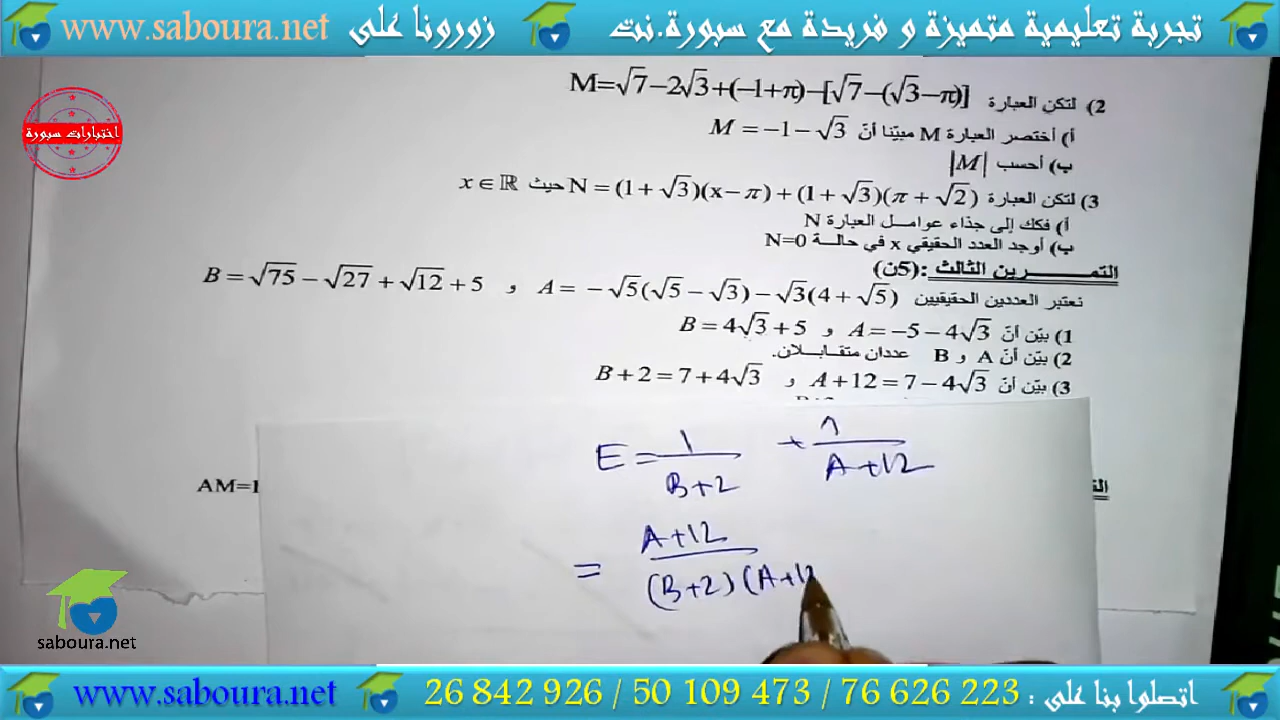 تجربة تعليمية متميزة و فريدة مع سبورة.نت زورونا على www.saboura.net
اختبارات سبورة
2) لتكن العبارة M=√7−2√3+(−1+π)−[√7−(√3−π)]
أ) أختصر العبارة M مبيّنا أنّ M = −1 − √3
ب) أحسب |M|
3) لتكن العبارة N = (1 + √3)(x − π) + (1 + √3)(π + √2) حيث x ∈ ℝ
أ) فكك إلى جذاء عوامل العبارة N
ب) أوجد العدد الحقيقي x في حالة N=0
التمرين الثالث :(5ن)
نعتبر العددين الحقيقيين A = −√5(√5 − √3) − √3(4 + √5) و B = √75 − √27 + √12 + 5
1) بيّن أنّ A = −5 − 4√3 و B = 4√3 + 5
2) بيّن أنّ A و B عددان متقابلان.
3) بيّن أنّ A + 12 = 7 − 4√3 و B + 2 = 7 + 4√3
E = 1/(B+2) + 1/(A+12)
AM=1
= (A+12)/((B+2)(A+12
saboura.net
www.saboura.net اتصلوا بنا على : 26 842 926 / 50 109 473 / 76 626 223